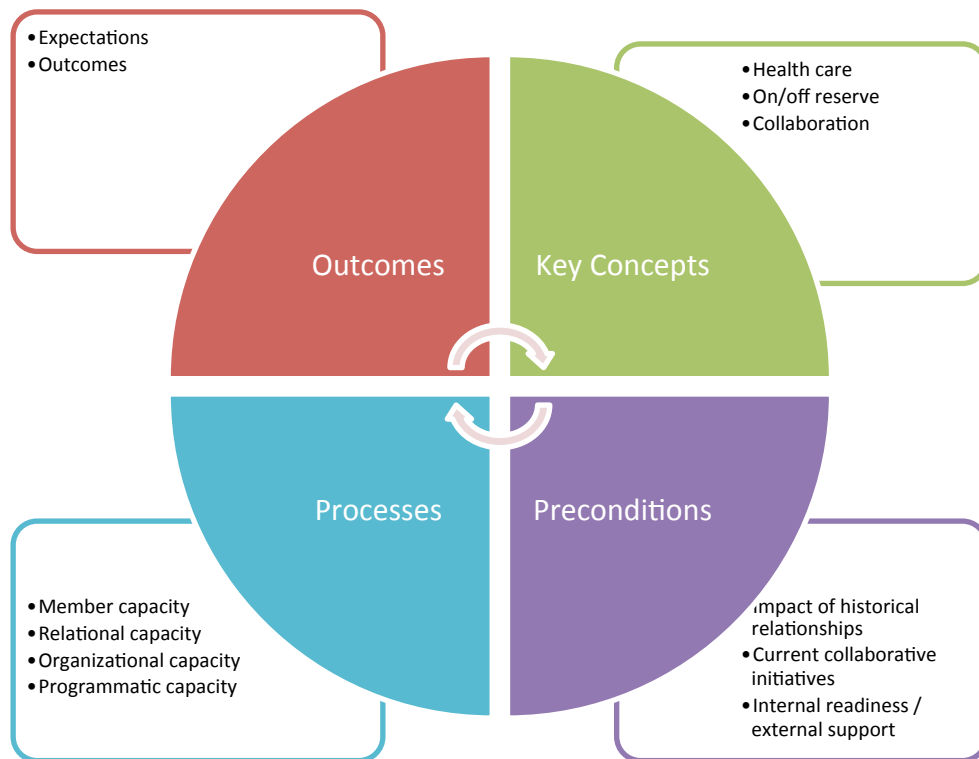 •Expectations
•Outcomes
•Health care
•On/off reserve
•Collaboration
Outcomes
Key Concepts
Processes
Preconditions
•Member capacity
•Relational capacity
•Organizational capacity
•Programmatic capacity
Impact of historical
relationships
•Current collaborative
initiatives
•Internal readiness /
external support